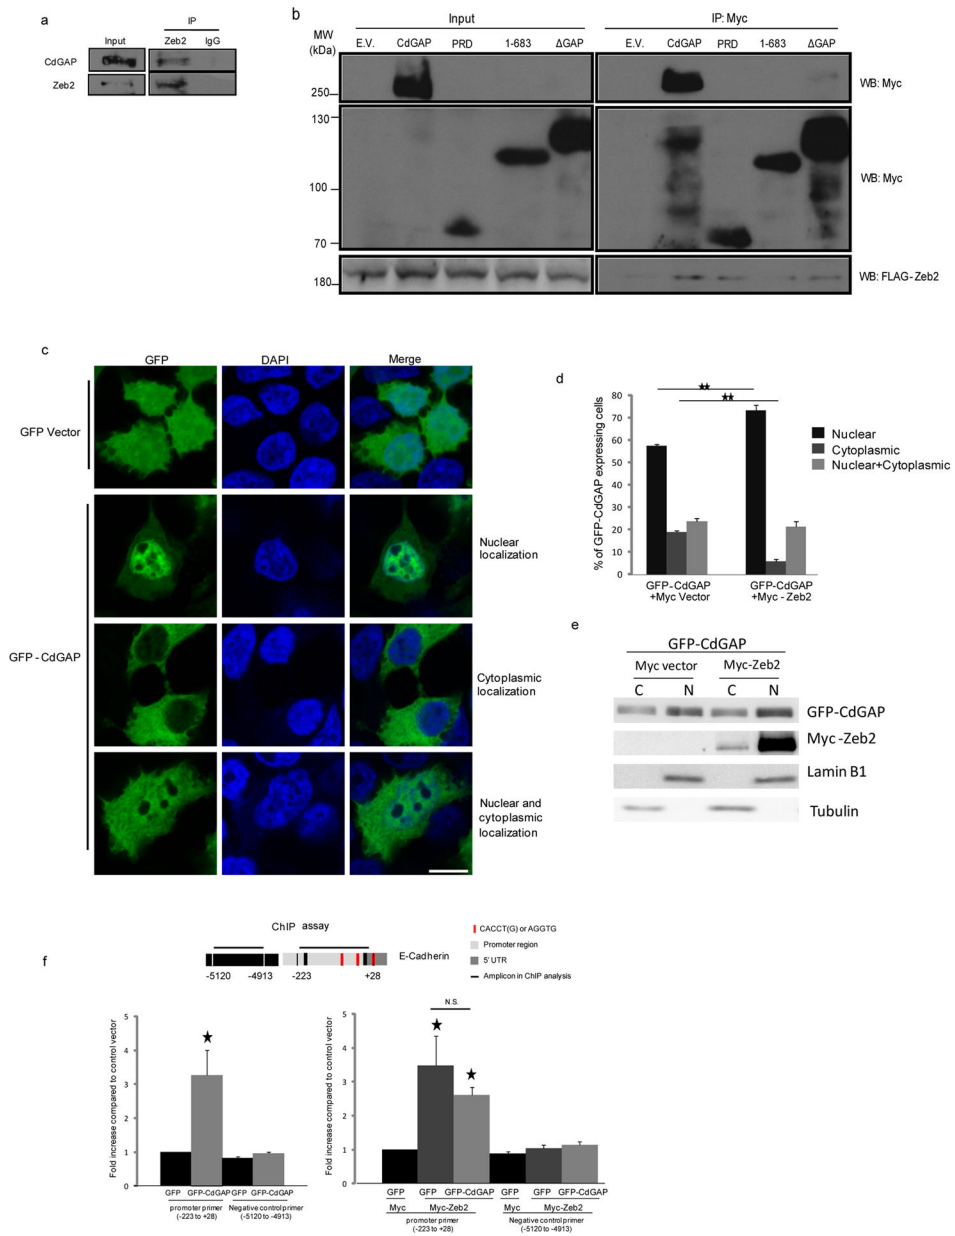 a
IP
Input Zeb2 IgG
CdGAP
Zeb2
b
Input IP: Myc
MW
(kDa)
E.V. CdGAP PRD 1-683 ΔGAP E.V. CdGAP PRD 1-683 ΔGAP
250
WB: Myc
130
100
70
WB: Myc
180
WB: FLAG-Zeb2
c
GFP DAPI Merge
GFP Vector
GFP-CdGAP
Nuclear
localization
Cytoplasmic
localization
Nuclear and
cytoplasmic
localization
d
% of GFP-CdGAP expressing cells
80
70
60
50
40
30
20
10
0
★★
★★
Nuclear
Cytoplasmic
Nuclear+Cytoplasmic
GFP-CdGAP
+Myc Vector
GFP-CdGAP
+Myc-Zeb2
e
GFP-CdGAP
Myc vector Myc-Zeb2
C N C N
GFP-CdGAP
Myc-Zeb2
Lamin B1
Tubulin
f
ChIP assay
-5120 -4913 -223 +28
E-Cadherin
CACCT(G) or AGGTG
Promoter region
5' UTR
Amplicon in ChIP analysis
Fold increase compared to control vector
5
4
3
2
1
0
★
GFP GFP-CdGAP GFP GFP-CdGAP
promoter primer
(-223 to +28)
Negative control primer
(-5120 to -4913)
Fold increase compared to control vector
5
4
3
2
1
0
N.S.
★
★
GFP GFP GFP-CdGAP GFP GFP GFP-CdGAP
Myc Myc-Zeb2 Myc Myc-Zeb2
promoter primer
(-223 to +28)
Negative control primer
(-5120 to -4913)